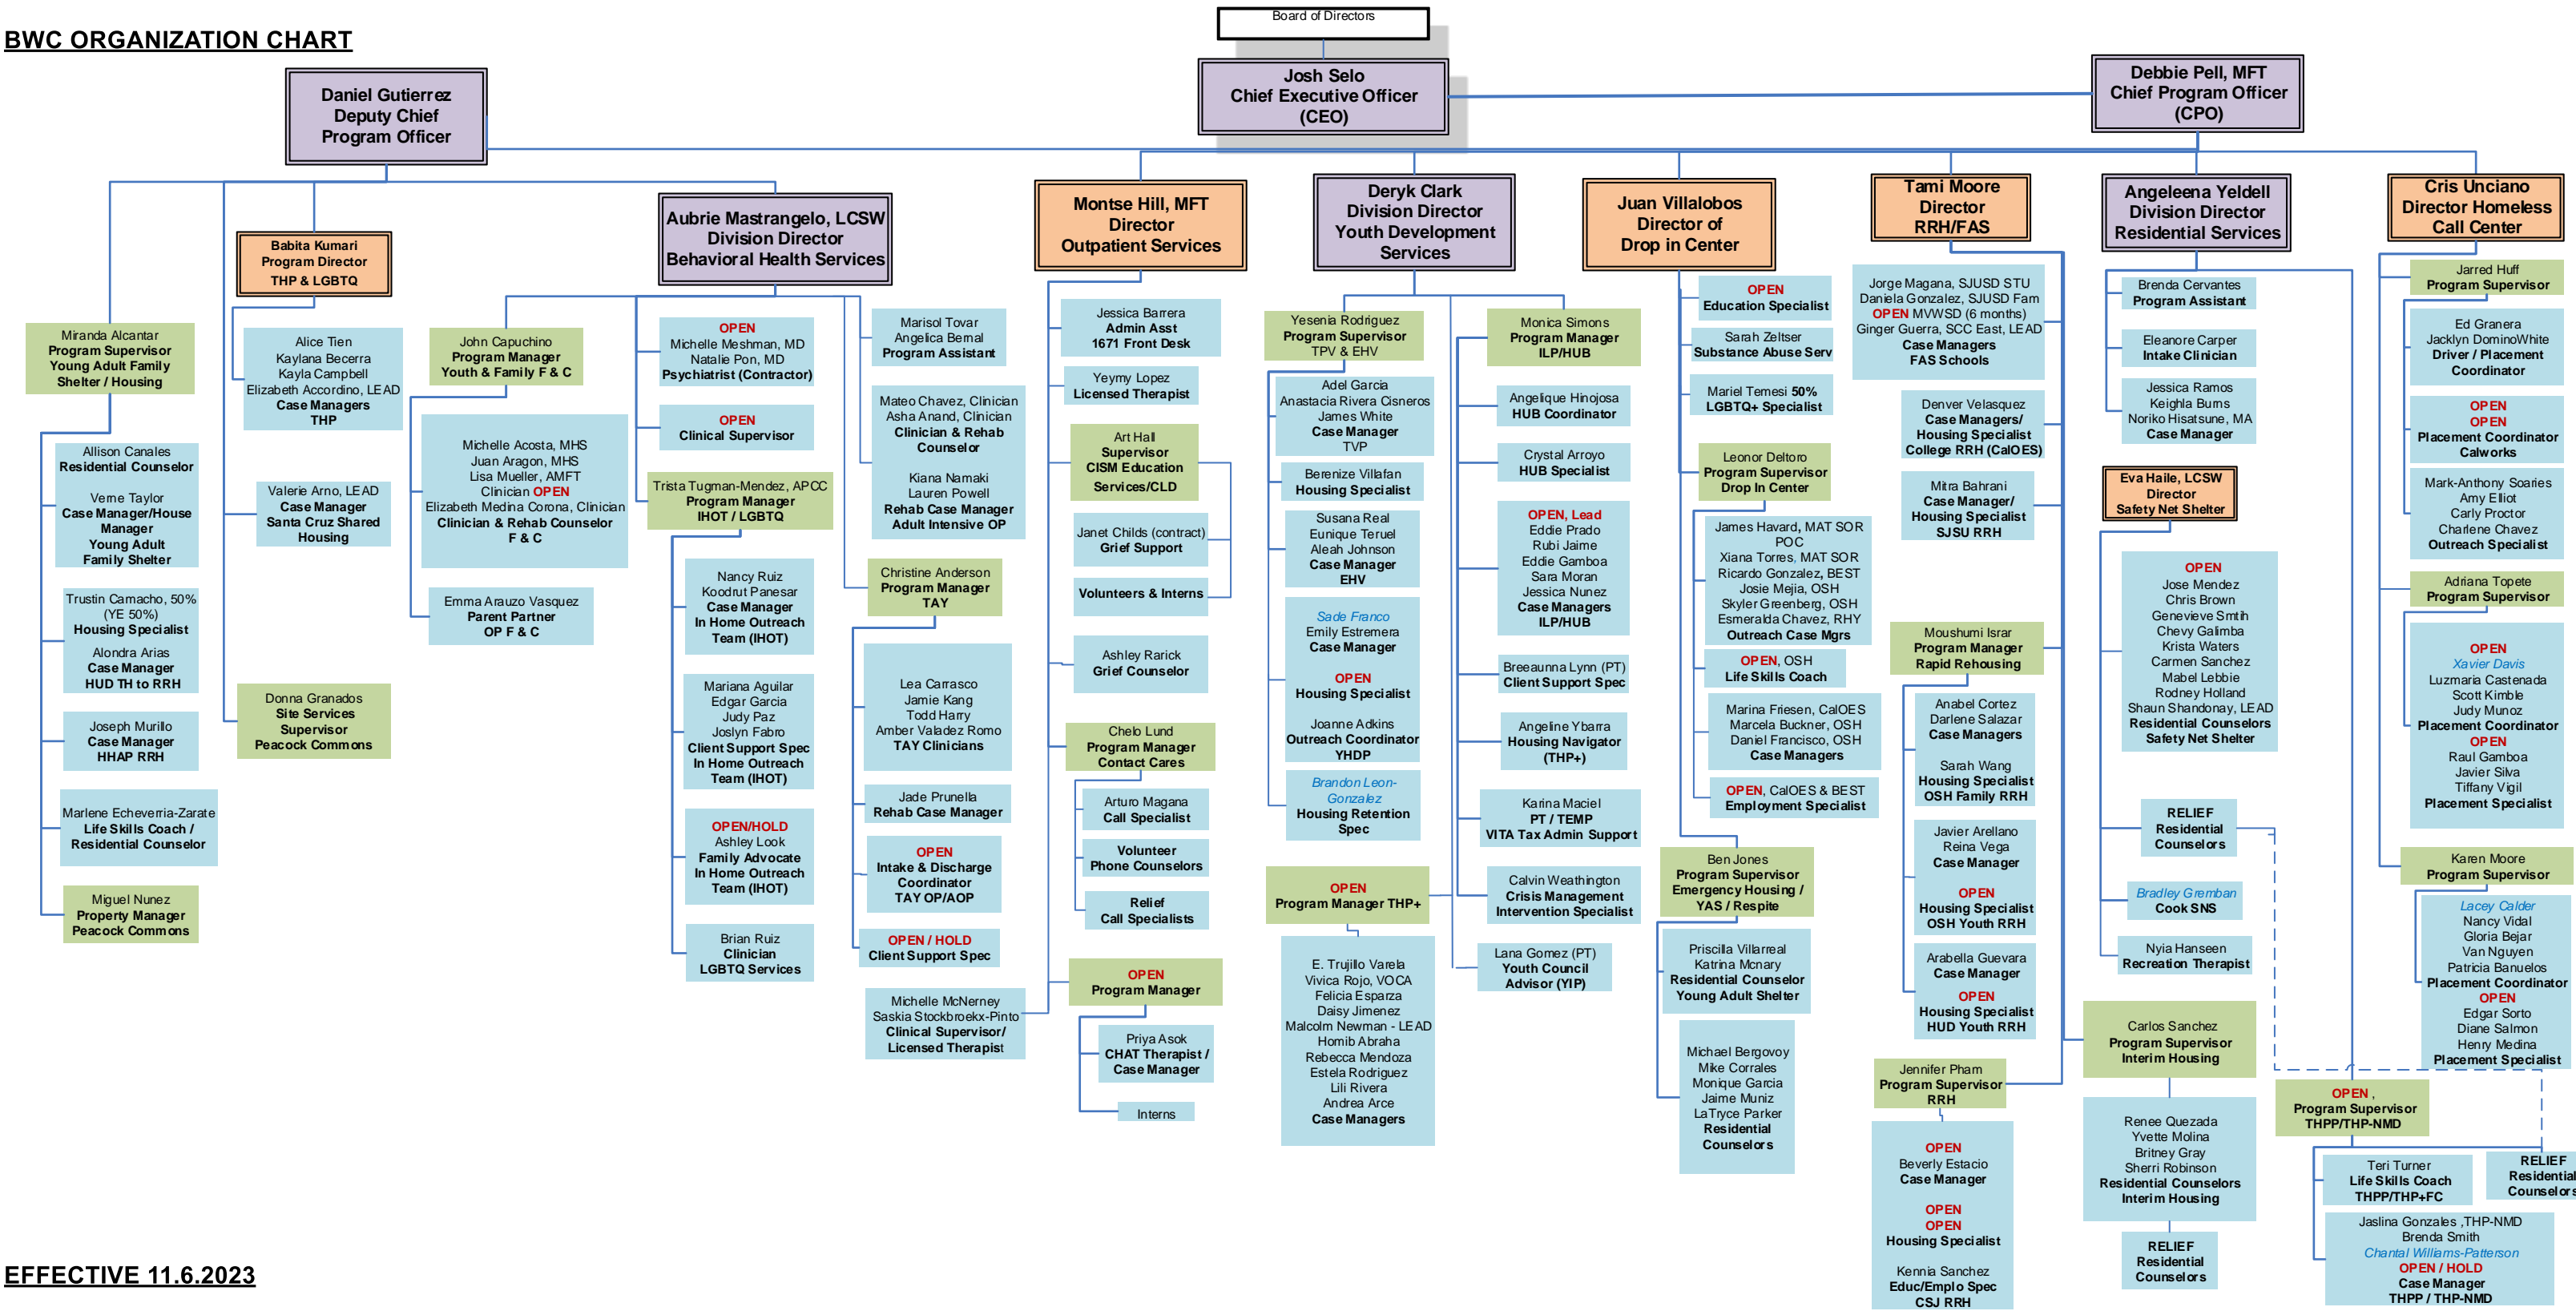 BWC ORGANIZATION CHART
Board of Directors
Josh Selo
Chief Executive Officer
(CEO)
Debbie Pell, MFT
Chief Program Officer
(CPO)
Daniel Gutierrez
Deputy Chief
Program Officer
Miranda Alcantar
Program Supervisor
Young Adult Family
Shelter / Housing
Allison Canales
Residential Counselor
Verne Taylor
Case Manager/House
Manager
Young Adult
Family Shelter
Trustin Camacho, 50%
(YE 50%)
Housing Specialist
Alondra Arias
Case Manager
HUD TH to RRH
Joseph Murillo
Case Manager
HHAP RRH
Marlene Echeverria-Zarate
Life Skills Coach /
Residential Counselor
Miguel Nunez
Property Manager
Peacock Commons
Babita Kumari
Program Director
THP & LGBTQ
Alice Tien
Kaylana Becerra
Kayla Campbell
Elizabeth Accordino, LEAD
Case Managers
THP
Valerie Arno, LEAD
Case Manager
Santa Cruz Shared
Housing
Donna Granados
Site Services
Supervisor
Peacock Commons
Aubrie Mastrangelo, LCSW
Division Director
Behavioral Health Services
John Capuchino
Program Manager
Youth & Family F & C
Michelle Acosta, MHS
Juan Aragon, MHS
Lisa Mueller, AMFT
Clinician OPEN
Elizabeth Medina Corona, Clinician
Clinician & Rehab Counselor
F & C
Emma Arauzo Vasquez
Parent Partner
OP F & C
OPEN
Michelle Meshman, MD
Natalie Pon, MD
Psychiatrist (Contractor)
OPEN
Clinical Supervisor
Trista Tugman-Mendez, APCC
Program Manager
IHOT / LGBTQ
Nancy Ruiz
Koodrut Panesar
Case Manager
In Home Outreach
Team (IHOT)
Mariana Aguilar
Edgar Garcia
Judy Paz
Joslyn Fabro
Client Support Spec
In Home Outreach
Team (IHOT)
OPEN/HOLD
Ashley Look
Family Advocate
In Home Outreach
Team (IHOT)
Brian Ruiz
Clinician
LGBTQ Services
Marisol Tovar
Angelica Bernal
Program Assistant
Mateo Chavez, Clinician
Asha Anand, Clinician
Clinician & Rehab
Counselor
Kiana Namaki
Lauren Powell
Rehab Case Manager
Adult Intensive OP
Christine Anderson
Program Manager
TAY
Lea Carrasco
Jamie Kang
Todd Harry
Amber Valadez Romo
TAY Clinicians
Jade Prunella
Rehab Case Manager
OPEN
Intake & Discharge
Coordinator
TAY OP/AOP
OPEN / HOLD
Client Support Spec
Michelle McNerney
Saskia Stockbroekx-Pinto
Clinical Supervisor/
Licensed Therapist
Montse Hill, MFT
Director
Outpatient Services
Jessica Barrera
Admin Asst
1671 Front Desk
Yeymy Lopez
Licensed Therapist
Art Hall
Supervisor
CISM Education
Services/CLD
Janet Childs (contract)
Grief Support
Volunteers & Interns
Ashley Rarick
Grief Counselor
Chelo Lund
Program Manager
Contact Cares
Arturo Magana
Call Specialist
Volunteer
Phone Counselors
Relief
Call Specialists
OPEN
Program Manager
Priya Asok
CHAT Therapist /
Case Manager
Interns
Deryk Clark
Division Director
Youth Development
Services
Yesenia Rodriguez
Program Supervisor
TPV & EHV
Adel Garcia
Anastacia Rivera Cisneros
James White
Case Manager
TVP
Berenize Villafan
Housing Specialist
Susana Real
Eunique Teruel
Aleah Johnson
Case Manager
EHV
Sade Franco
Emily Estremera
Case Manager
OPEN
Housing Specialist
Joanne Adkins
Outreach Coordinator
YHDP
Brandon Leon-
Gonzalez
Housing Retention
Spec
OPEN
Program Manager THP+
E. Trujillo Varela
Vivica Rojo, VOCA
Felicia Esparza
Daisy Jimenez
Malcolm Newman - LEAD
Homib Abraha
Rebecca Mendoza
Estela Rodriguez
Lili Rivera
Andrea Arce
Case Managers
Monica Simons
Program Manager
ILP/HUB
Angelique Hinojosa
HUB Coordinator
Crystal Arroyo
HUB Specialist
OPEN, Lead
Eddie Prado
Rubi Jaime
Eddie Gamboa
Sara Moran
Jessica Nunez
Case Managers
ILP/HUB
Breeaunna Lynn (PT)
Client Support Spec
Angeline Ybarra
Housing Navigator
(THP+)
Karina Maciel
PT / TEMP
VITA Tax Admin Support
Calvin Weathington
Crisis Management
Intervention Specialist
Lana Gomez (PT)
Youth Council
Advisor (YIP)
Juan Villalobos
Director of
Drop in Center
OPEN
Education Specialist
Sarah Zeltser
Substance Abuse Serv
Mariel Temesi 50%
LGBTQ+ Specialist
Leonor Deltoro
Program Supervisor
Drop In Center
James Havard, MAT SOR
POC
Xiana Torres, MAT SOR
Ricardo Gonzalez, BEST
Josie Mejia, OSH
Skyler Greenberg, OSH
Esmeralda Chavez, RHY
Outreach Case Mgrs
OPEN, OSH
Life Skills Coach
Marina Friesen, CalOES
Marcela Buckner, OSH
Daniel Francisco, OSH
Case Managers
OPEN, CalOES & BEST
Employment Specialist
Ben Jones
Program Supervisor
Emergency Housing /
YAS / Respite
Priscilla Villarreal
Katrina Mcnary
Residential Counselor
Young Adult Shelter
Michael Bergovoy
Mike Corrales
Monique Garcia
Jaime Muniz
LaTryce Parker
Residential
Counselors
Tami Moore
Director
RRH/FAS
Jorge Magana, SJUSD STU
Daniela Gonzalez, SJUSD Fam
OPEN MVWSD (6 months)
Ginger Guerra, SCC East, LEAD
Case Managers
FAS Schools
Denver Velasquez
Case Managers/
Housing Specialist
College RRH (CalOES)
Mitra Bahrani
Case Manager/
Housing Specialist
SJSU RRH
Moushumi Israr
Program Manager
Rapid Rehousing
Anabel Cortez
Darlene Salazar
Case Managers
Sarah Wang
Housing Specialist
OSH Family RRH
Javier Arellano
Reina Vega
Case Manager
OPEN
Housing Specialist
OSH Youth RRH
Arabella Guevara
Case Manager
OPEN
Housing Specialist
HUD Youth RRH
Jennifer Pham
Program Supervisor
RRH
OPEN
Beverly Estacio
Case Manager
OPEN
OPEN
Housing Specialist
Kennia Sanchez
Educ/Emplo Spec
CSJ RRH
Angeleena Yeldell
Division Director
Residential Services
Brenda Cervantes
Program Assistant
Eleanore Carper
Intake Clinician
Jessica Ramos
Keighla Burns
Noriko Hisatsune, MA
Case Manager
Eva Haile, LCSW
Director
Safety Net Shelter
OPEN
Jose Mendez
Chris Brown
Genevieve Smtih
Chevy Galimba
Krista Waters
Carmen Sanchez
Mabel Lebbie
Rodney Holland
Shaun Shandonay, LEAD
Residential Counselors
Safety Net Shelter
RELIEF
Residential
Counselors
Bradley Gremban
Cook SNS
Nyia Hanseen
Recreation Therapist
Carlos Sanchez
Program Supervisor
Interim Housing
Renee Quezada
Yvette Molina
Britney Gray
Sherri Robinson
Residential Counselors
Interim Housing
RELIEF
Residential
Counselors
OPEN ,
Program Supervisor
THPP/THP-NMD
Teri Turner
Life Skills Coach
THPP/THP+FC
RELIEF
Residential
Counselors
Jaslina Gonzales ,THP-NMD
Brenda Smith
Chantal Williams-Patterson
OPEN / HOLD
Case Manager
THPP / THP-NMD
Cris Unciano
Director Homeless
Call Center
Jarred Huff
Program Supervisor
Ed Granera
Jacklyn DominoWhite
Driver / Placement
Coordinator
OPEN
OPEN
Placement Coordinator
Calworks
Mark-Anthony Soaries
Amy Elliot
Carly Proctor
Charlene Chavez
Outreach Specialist
Adriana Topete
Program Supervisor
OPEN
Xavier Davis
Luzmaria Castenada
Scott Kimble
Judy Munoz
Placement Coordinator
OPEN
Raul Gamboa
Javier Silva
Tiffany Vigil
Placement Specialist
Karen Moore
Program Supervisor
Lacey Calder
Nancy Vidal
Gloria Bejar
Van Nguyen
Patricia Banuelos
Placement Coordinator
OPEN
Edgar Sorto
Diane Salmon
Henry Medina
Placement Specialist
EFFECTIVE 11.6.2023